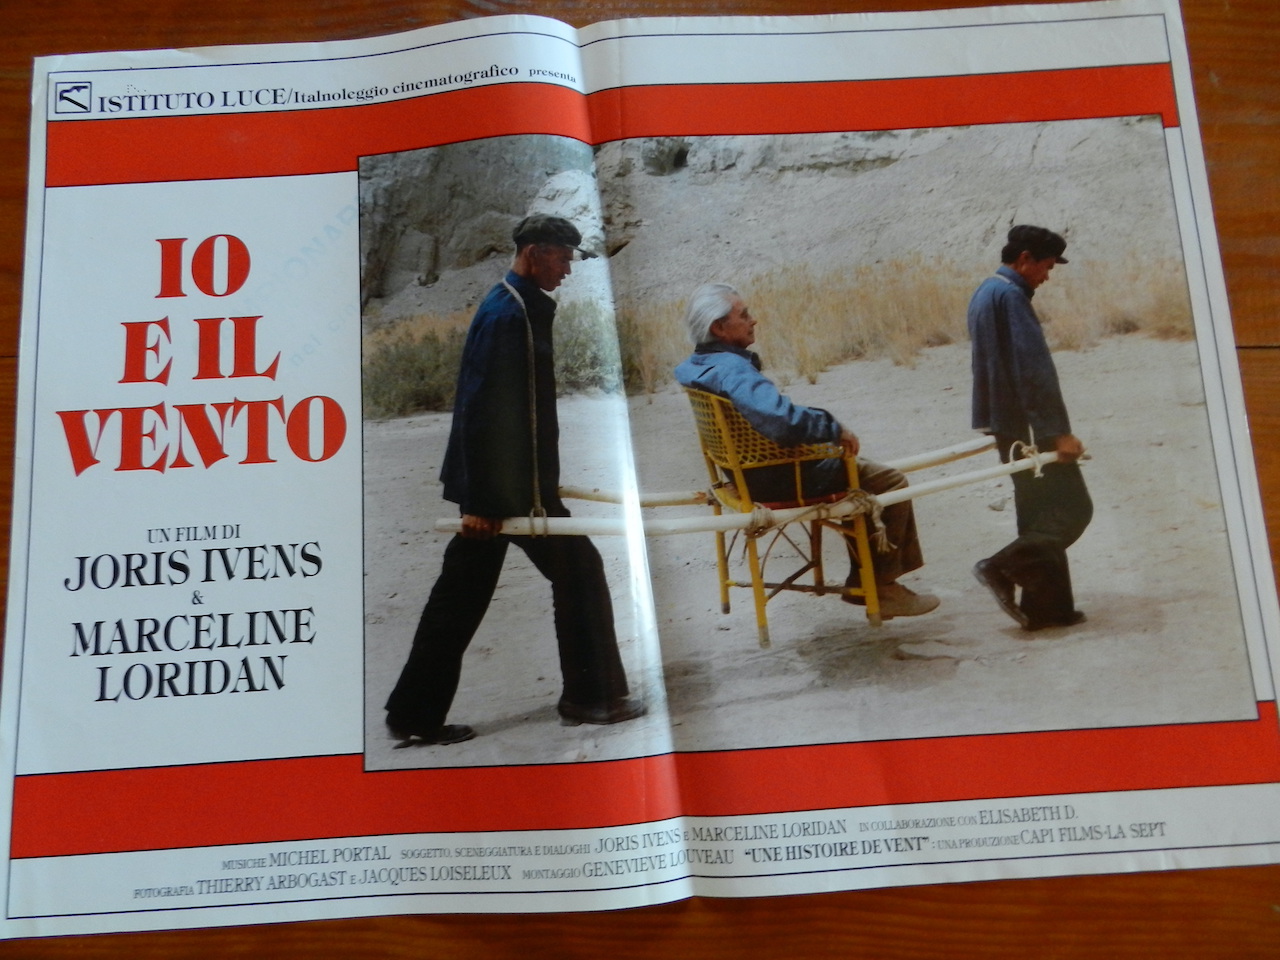 ISTITUTO LUCE/Italnoleggio cinematografico presenta
IO
E IL
VENTO
UN FILM DI
JORIS IVENS
&
MARCELINE
LORIDAN
MUSICHE MICHEL PORTAL SOGGETTO, SCENEGGIATURA E DIALOGHI JORIS IVENS E MARCELINE LORIDAN IN COLLABORAZIONE CON ELISABETH D.
FOTOGRAFIA THIERRY ARBOGAST E JACQUES LOISELEUX MONTAGGIO GENEVIEVE LOUVEAU "UNE HISTOIRE DE VENT": UNA PRODUZIONE CAPI FILMS-LA SEPT